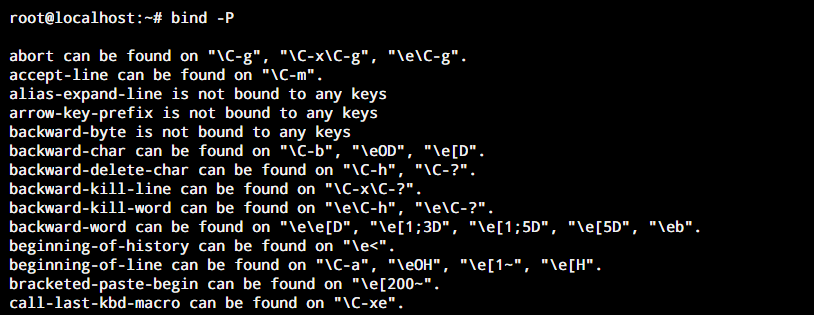 root@localhost:~# bind -P
abort can be found on "\C-g", "\C-x\C-g", "\e\C-g".
accept-line can be found on "\C-m".
alias-expand-line is not bound to any keys
arrow-key-prefix is not bound to any keys
backward-byte is not bound to any keys
backward-char can be found on "\C-b", "\eOD", "\e[D".
backward-delete-char can be found on "\C-h", "\C-?".
backward-kill-line can be found on "\C-x\C-?".
backward-kill-word can be found on "\e\C-h", "\e\C-?".
backward-word can be found on "\e\e[D", "\e[1;3D", "\e[1;5D", "\e[5D", "\eb".
beginning-of-history can be found on "\e<".
beginning-of-line can be found on "\C-a", "\eOH", "\e[1~", "\e[H".
bracketed-paste-begin can be found on "\e[200~".
call-last-kbd-macro can be found on "\C-xe".